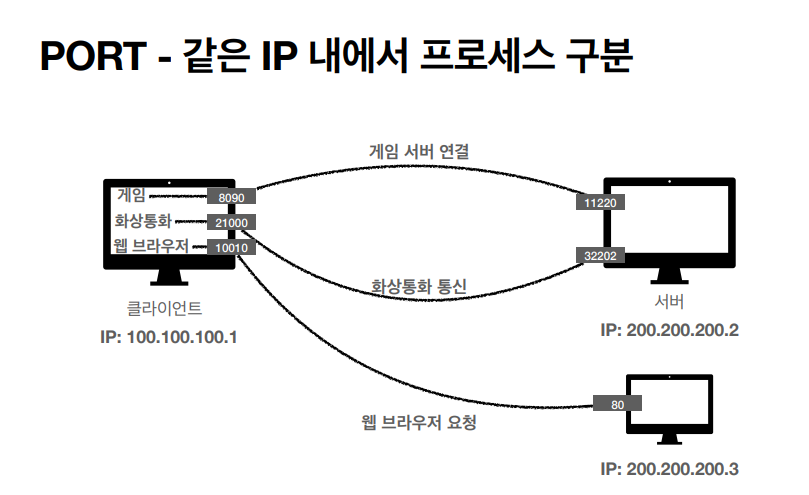 PORT - 같은 IP 내에서 프로세스 구분
게임 서버 연결
게임
8090
11220
화상통화
21000
웹 브라우저
10010
32202
화상통화 통신
클라이언트
서버
IP: 100.100.100.1
IP: 200.200.200.2
80
웹 브라우저 요청
IP: 200.200.200.3